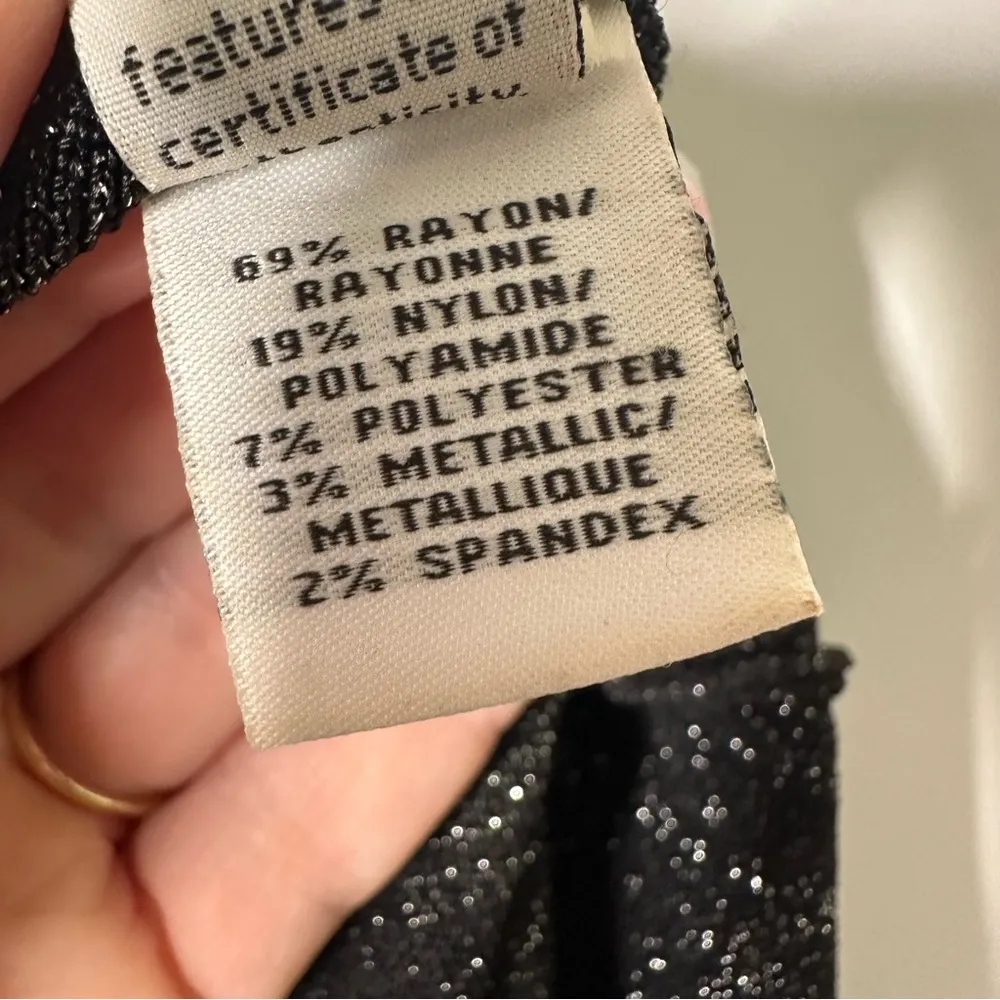 features
certificate of
69% RAYON/
RAYONNE
19% NYLON/
POLYAMIDE
7% POLYESTER
3% METALLIC/
METALLIQUE
2% SPANDEX